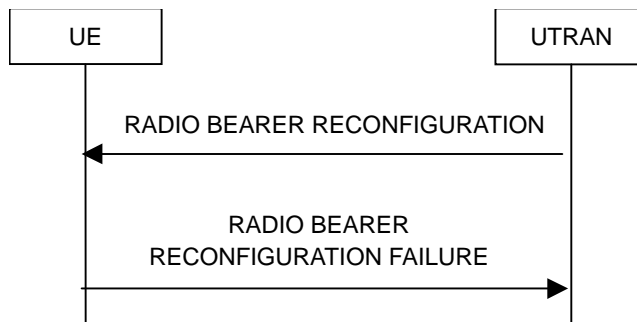 UE
UTRAN
RADIO BEARER RECONFIGURATION
RADIO BEARER
RECONFIGURATION FAILURE